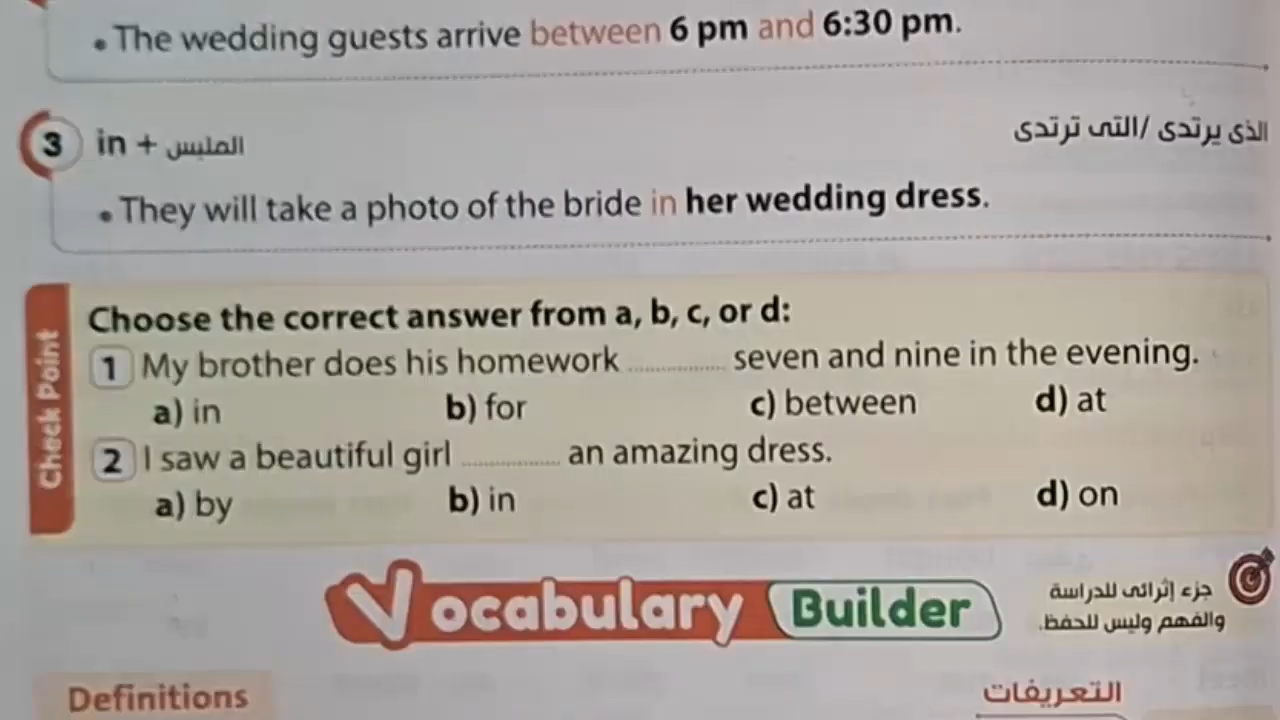 • The wedding guests arrive between 6 pm and 6:30 pm.
3 in + الملبس الذى يرتدى /التى ترتدى
• They will take a photo of the bride in her wedding dress.
Check Point
Choose the correct answer from a, b, c, or d:
1 My brother does his homework ............... seven and nine in the evening.
a) in b) for c) between d) at
2 I saw a beautiful girl ............... an amazing dress.
a) by b) in c) at d) on
Vocabulary Builder
جزء إثرائى للدراسة
والفهم وليس للحفظ.
Definitions التعريفات